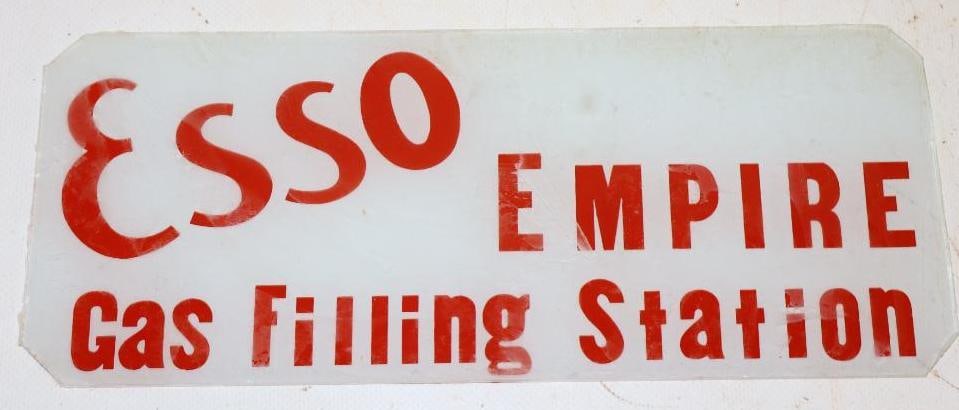 Esso
EMPIRE
Gas Filling Station